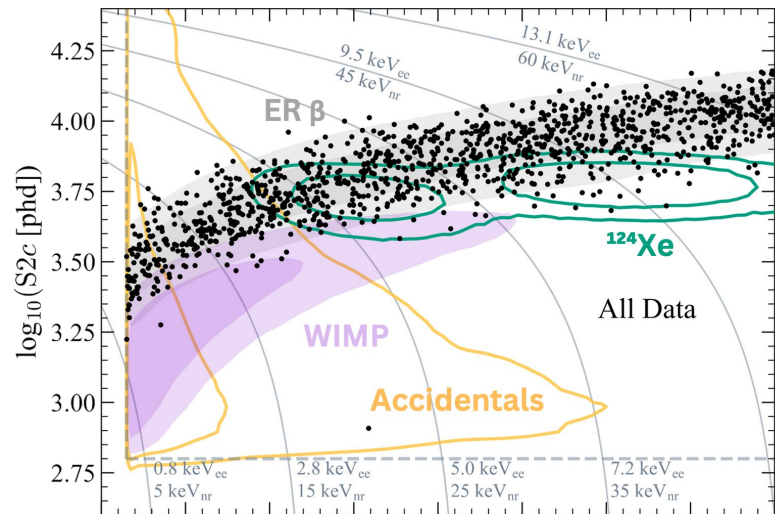 4.25
4.00
3.75
3.50
3.25
3.00
2.75
log₁₀(S2c [phd])
9.5 keVₑₑ
45 keVₙᵣ
13.1 keVₑₑ
60 keVₙᵣ
ER β
¹²⁴Xe
All Data
WIMP
Accidentals
0.8 keVₑₑ
5 keVₙᵣ
2.8 keVₑₑ
15 keVₙᵣ
5.0 keVₑₑ
25 keVₙᵣ
7.2 keVₑₑ
35 keVₙᵣ